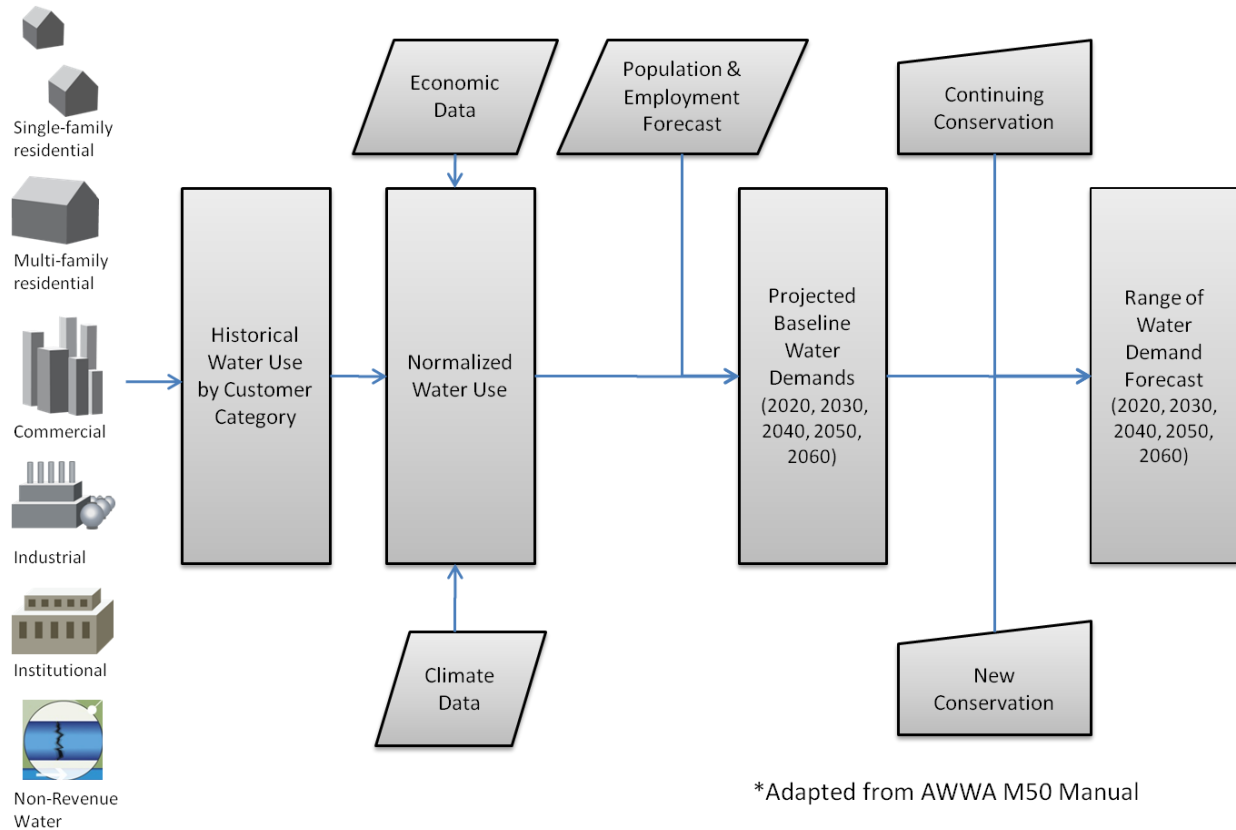 Single-family
residential
Multi-family
residential
Commercial
Industrial
Institutional
Non-Revenue
Water
Historical
Water Use
by Customer
Category
Economic
Data
Normalized
Water Use
Climate
Data
Population &
Employment
Forecast
Projected
Baseline
Water
Demands
(2020, 2030,
2040, 2050,
2060)
Continuing
Conservation
New
Conservation
Range of
Water
Demand
Forecast
(2020, 2030,
2040, 2050,
2060)
*Adapted from AWWA M50 Manual